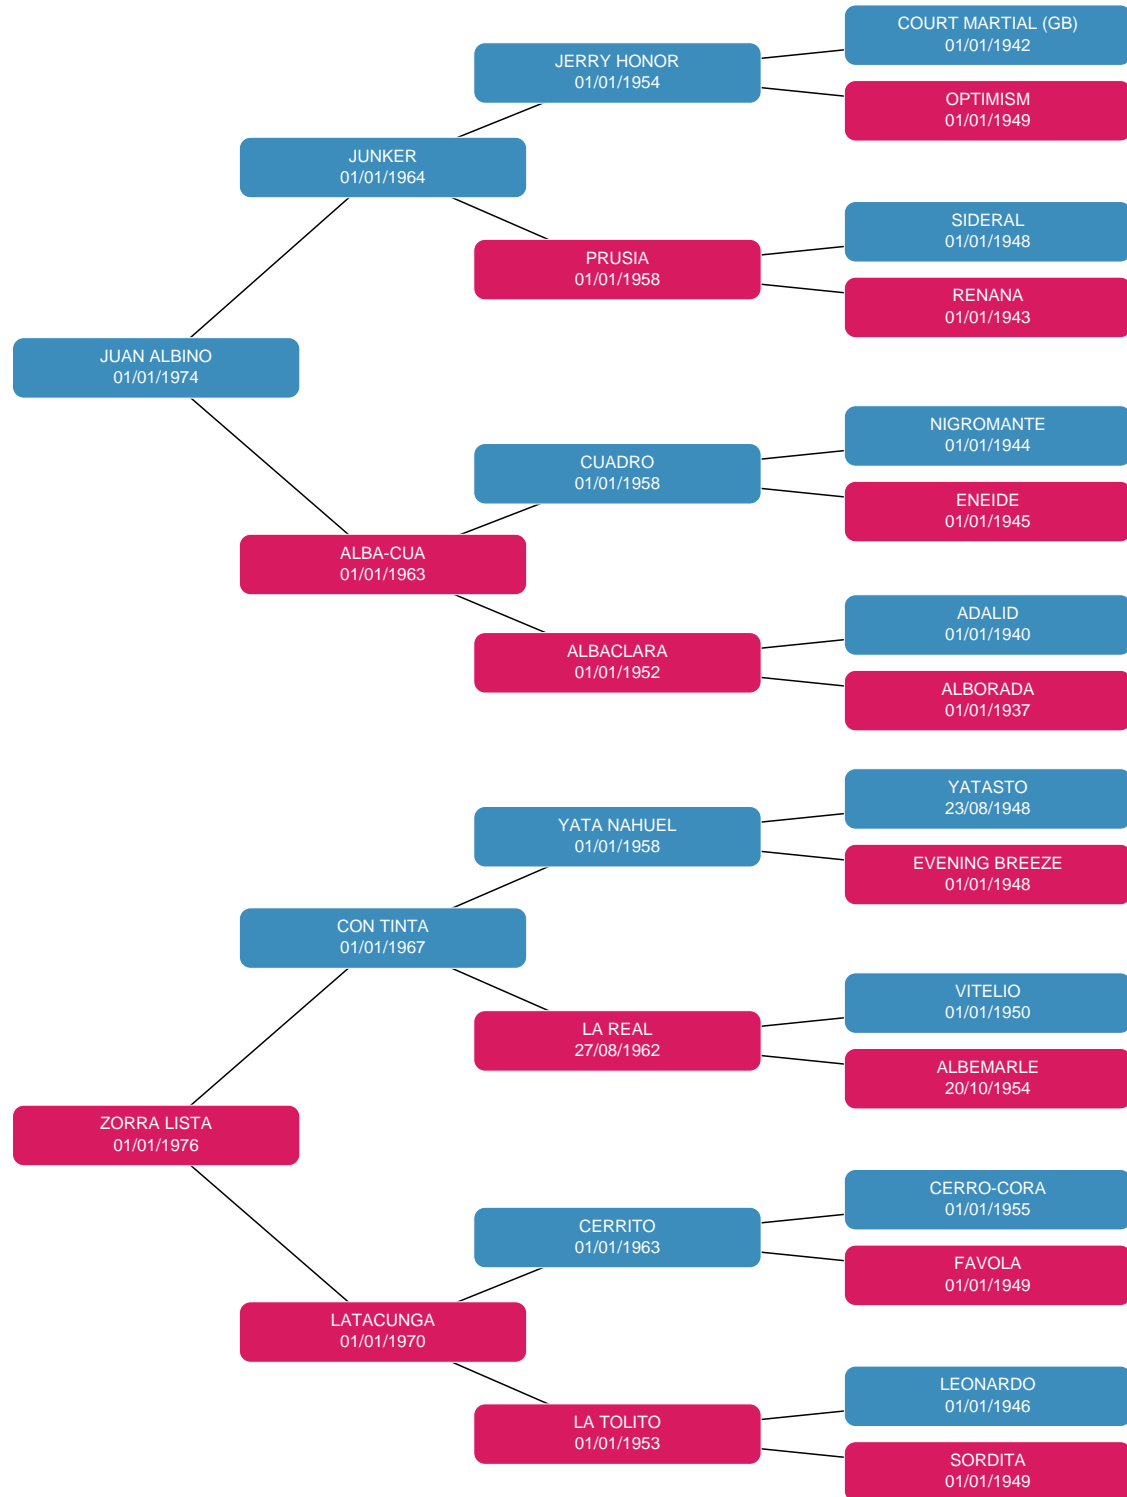 COURT MARTIAL (GB)
01/01/1942
JERRY HONOR
01/01/1954
OPTIMISM
01/01/1949
JUNKER
01/01/1964
SIDERAL
01/01/1948
PRUSIA
01/01/1958
RENANA
01/01/1943
JUAN ALBINO
01/01/1974
NIGROMANTE
01/01/1944
CUADRO
01/01/1958
ENEIDE
01/01/1945
ALBA-CUA
01/01/1963
ADALID
01/01/1940
ALBACLARA
01/01/1952
ALBORADA
01/01/1937
YATASTO
23/08/1948
YATA NAHUEL
01/01/1958
EVENING BREEZE
01/01/1948
CON TINTA
01/01/1967
VITELIO
01/01/1950
LA REAL
27/08/1962
ALBEMARLE
20/10/1954
ZORRA LISTA
01/01/1976
CERRO-CORA
01/01/1955
CERRITO
01/01/1963
FAVOLA
01/01/1949
LATACUNGA
01/01/1970
LEONARDO
01/01/1946
LA TOLITO
01/01/1953
SORDITA
01/01/1949